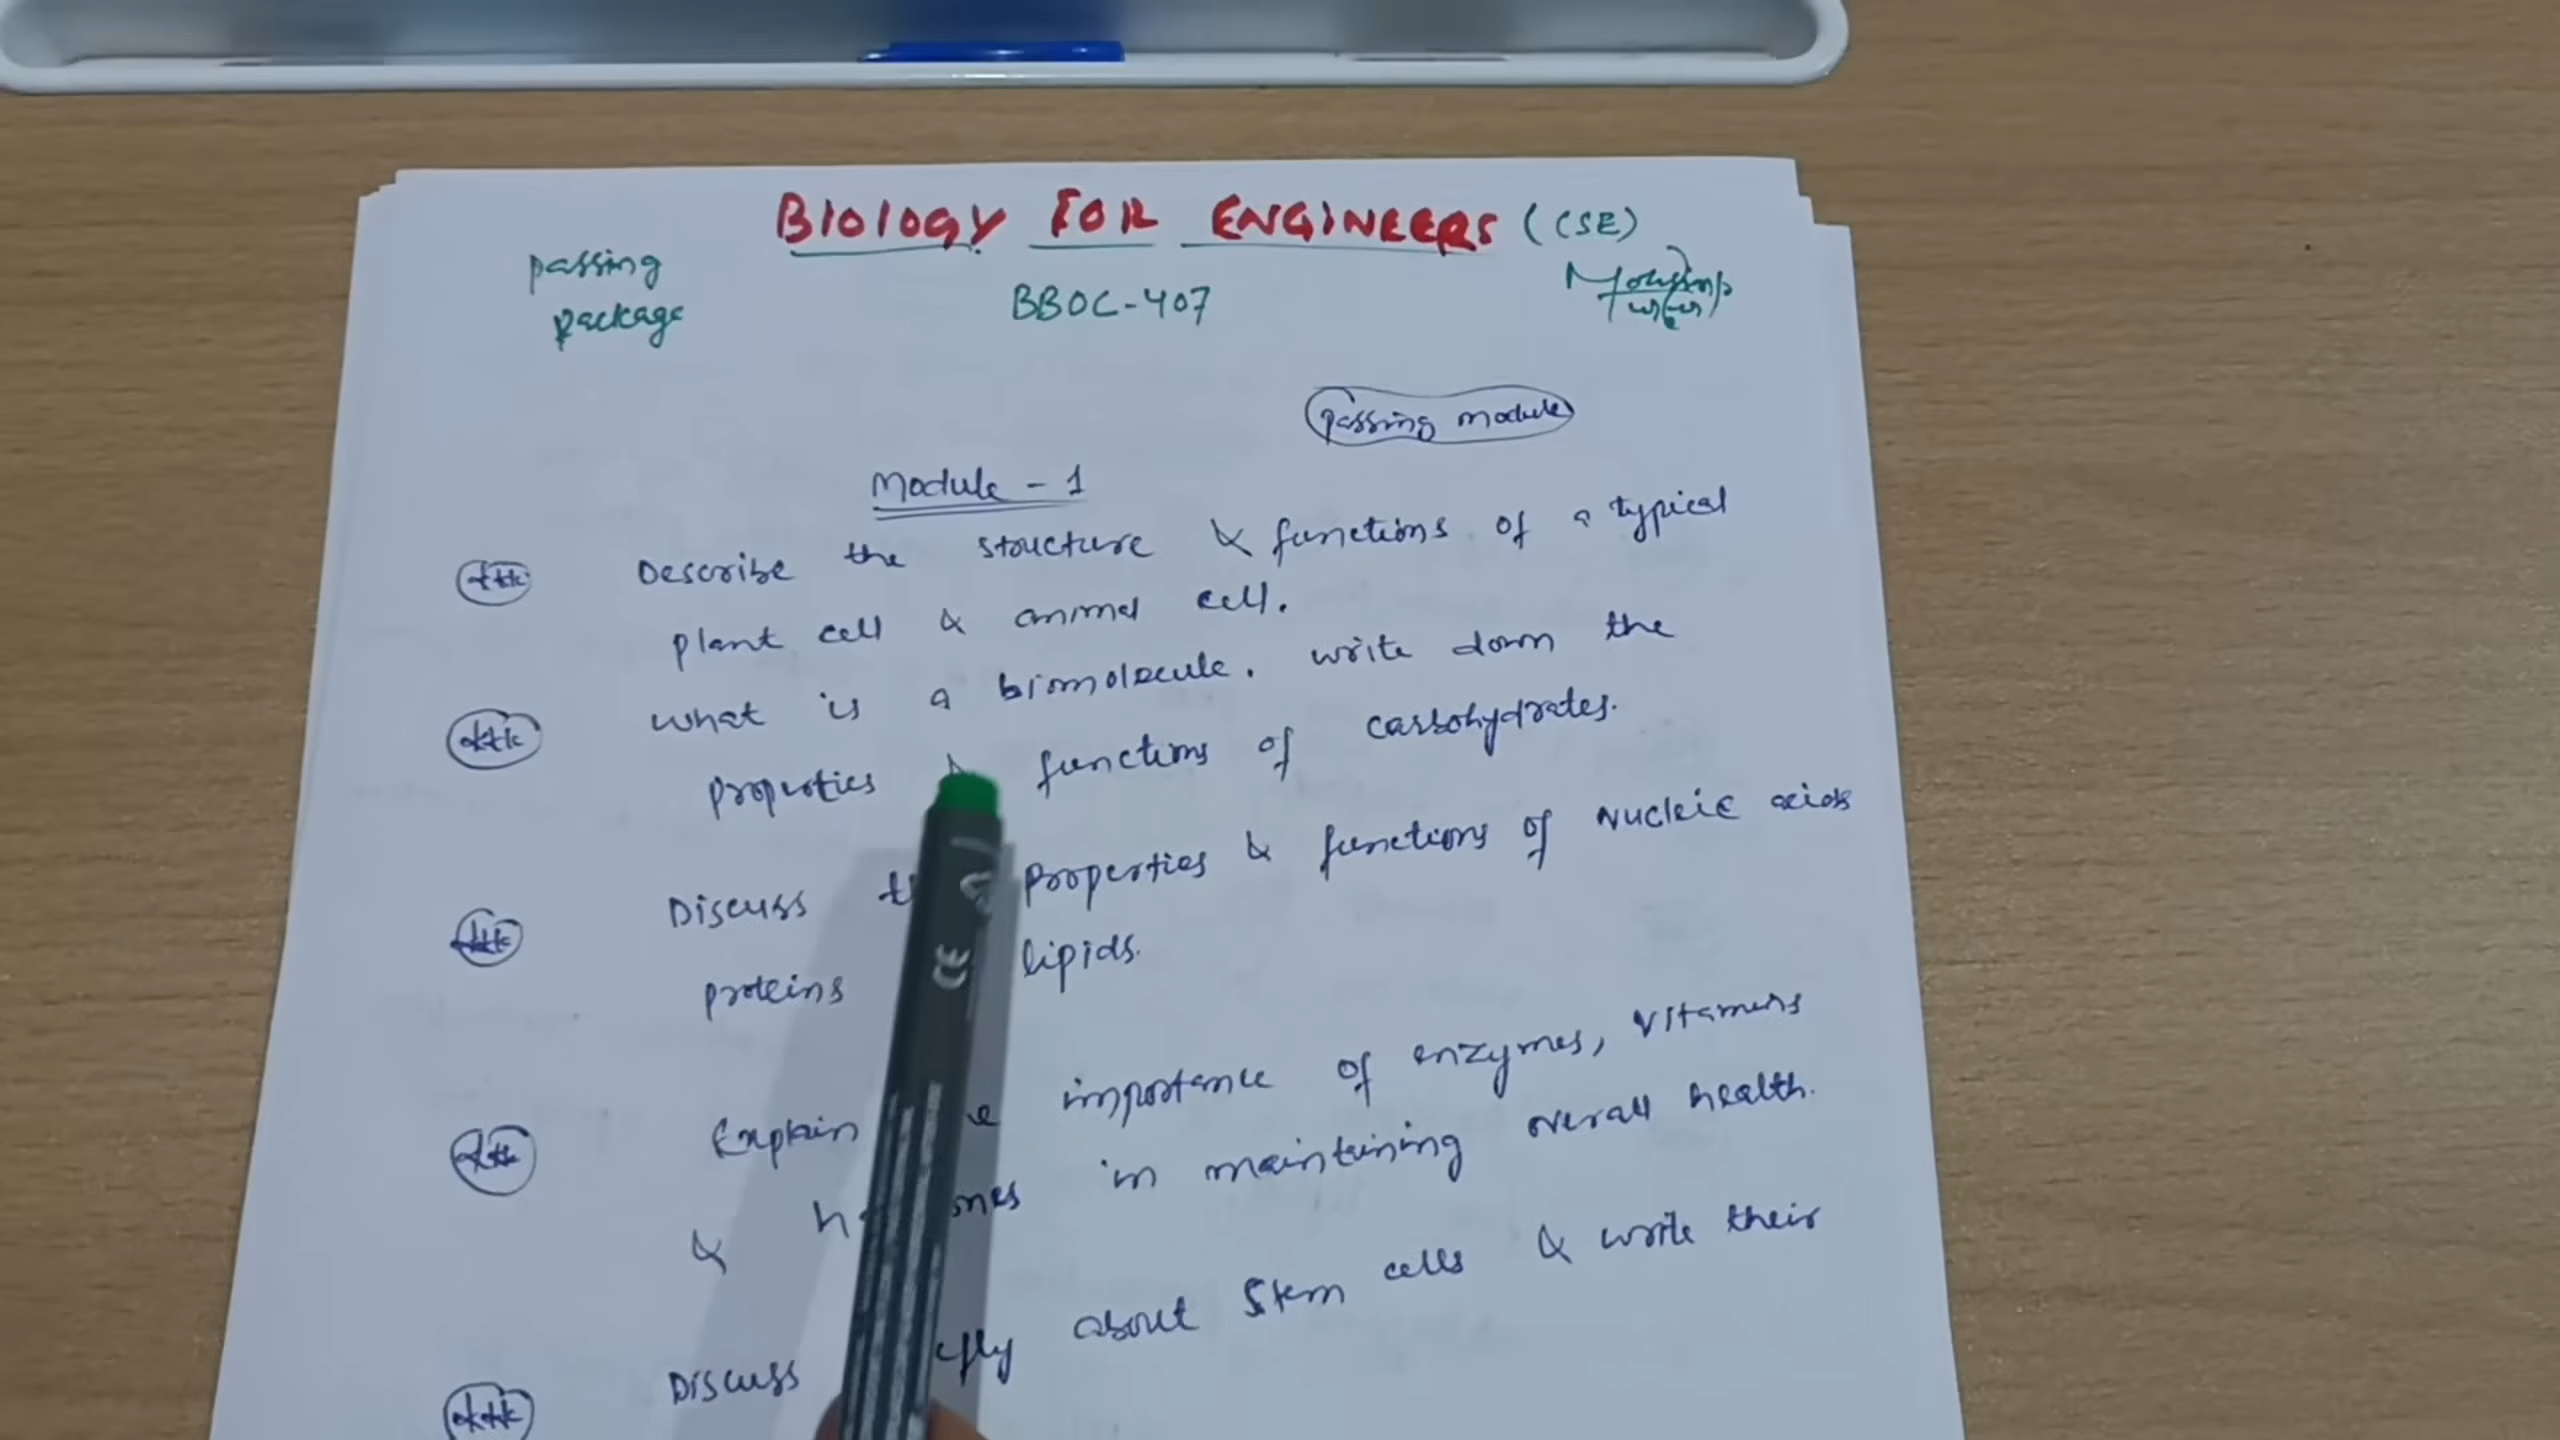 BIOLOGY FOR ENGINEERS (CSE)
passing
package
BBOC-407
Passing module
Module - 1
Describe the structure & functions of a typical
plant cell & animal cell.
What is a biomolecule. write down the
properties & functions of carbohydrates.
Discuss properties & functions of Nucleic acids
proteins lipids.
Explain importance of enzymes, vitamins
& in maintaining overall health.
Discuss about Stem cells & write their
CE